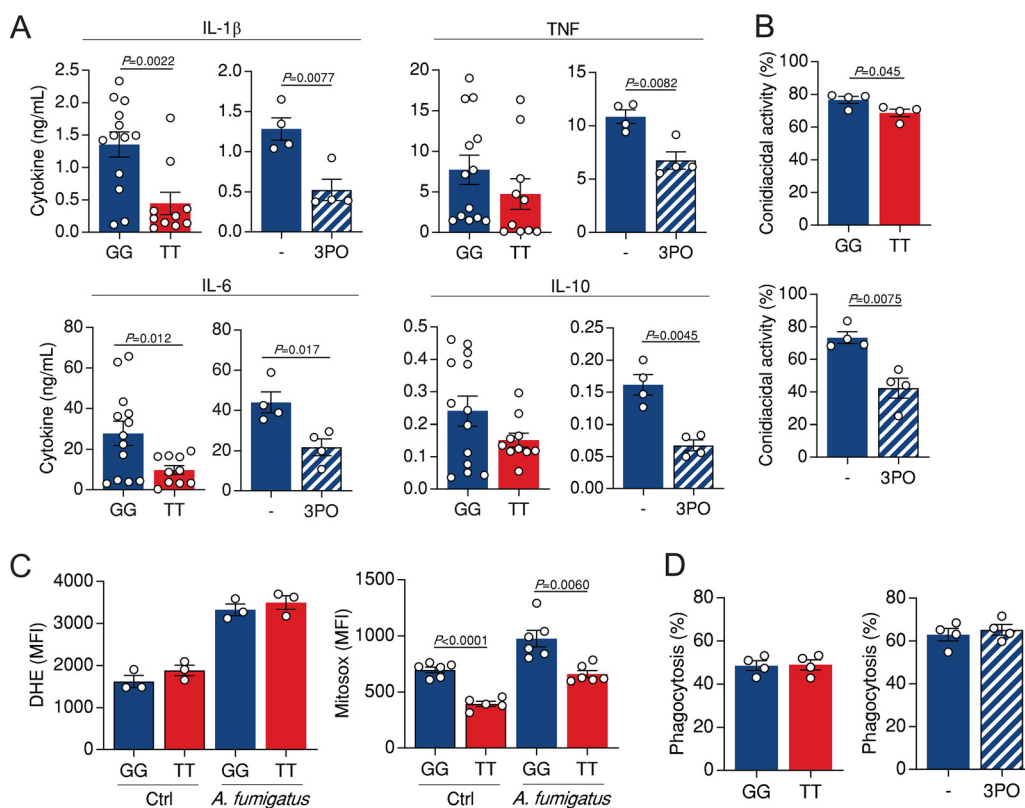 A
IL-1β
TNF
B
Cytokine (ng/mL)
2.5
2.0
1.5
1.0
0.5
0.0
P=0.0022
GG TT
2.0
1.5
1.0
0.5
0.0
P=0.0077
- 3PO
20
15
10
5
0
GG TT
15
10
5
0
P=0.0082
- 3PO
Conidiacidal activity (%)
100
80
60
40
20
0
P=0.045
GG TT
IL-6
IL-10
Cytokine (ng/mL)
80
60
40
20
0
P=0.012
GG TT
80
60
40
20
0
P=0.017
- 3PO
0.5
0.4
0.3
0.2
0.1
0.0
GG TT
0.20
0.15
0.10
0.05
0.00
P=0.0045
- 3PO
Conidiacidal activity (%)
100
80
60
40
20
0
P=0.0075
- 3PO
C
DHE (MFI)
4000
3000
2000
1000
0
GG TT GG TT
Ctrl A. fumigatus
Mitosox (MFI)
1500
1000
500
0
P<0.0001
P=0.0060
GG TT GG TT
Ctrl A. fumigatus
D
Phagocytosis (%)
80
60
40
20
0
GG TT
Phagocytosis (%)
80
60
40
20
0
- 3PO